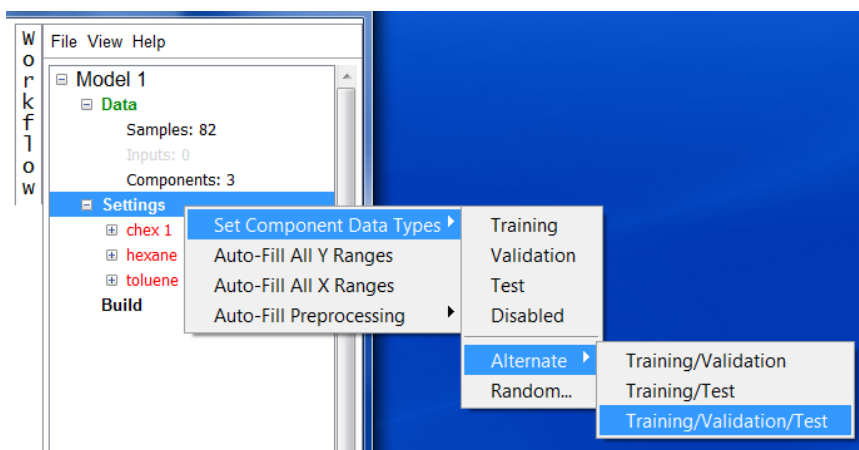 Workflow
File View Help
Model 1
Data
Samples: 82
Inputs: 0
Components: 3
Settings
chex 1
hexane
toluene
Build
Set Component Data Types
Auto-Fill All Y Ranges
Auto-Fill All X Ranges
Auto-Fill Preprocessing
Training
Validation
Test
Disabled
Alternate
Random...
Training/Validation
Training/Test
Training/Validation/Test